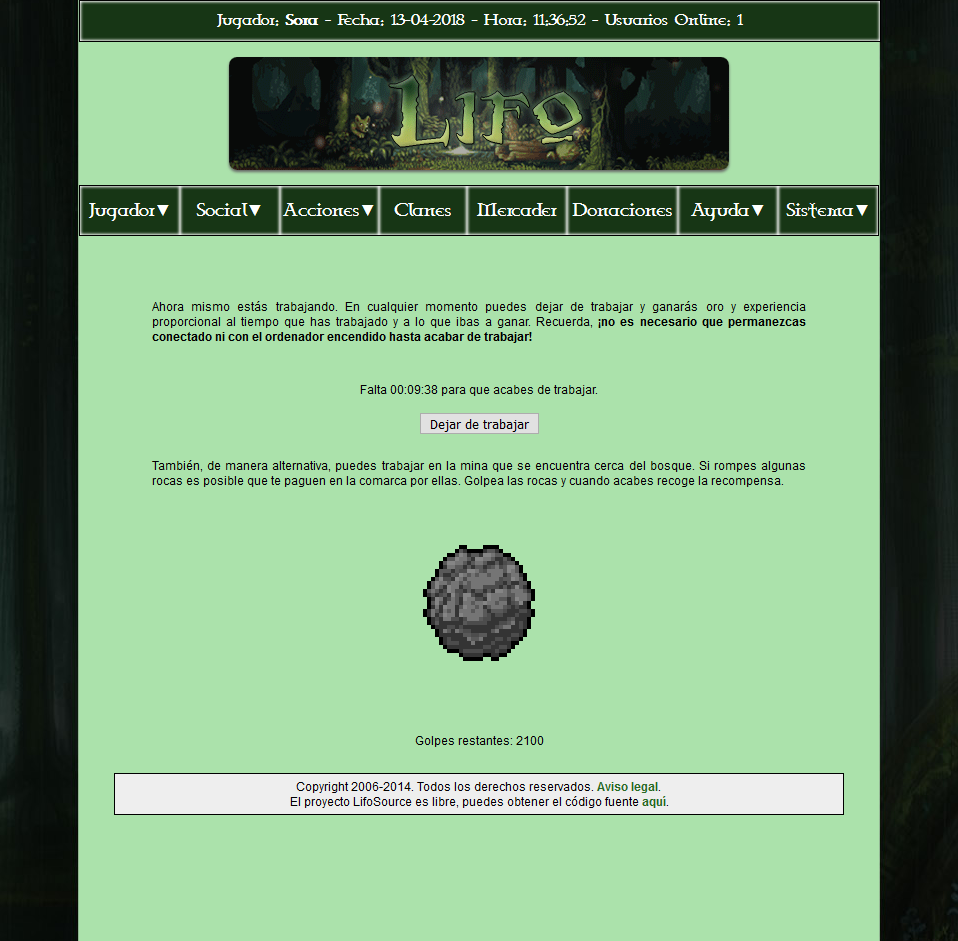 Jugador: Sora - Fecha: 13-04-2018 - Hora: 11:36:52 - Usuarios Online: 1
Lifo
Jugador▼ Social▼ Acciones▼ Clanes Mercader Donaciones Ayuda▼ Sistema▼
Ahora mismo estás trabajando. En cualquier momento puedes dejar de trabajar y ganarás oro y experiencia
proporcional al tiempo que has trabajado y a lo que ibas a ganar. Recuerda, ¡no es necesario que permanezcas
conectado ni con el ordenador encendido hasta acabar de trabajar!
Falta 00:09:38 para que acabes de trabajar.
Dejar de trabajar
También, de manera alternativa, puedes trabajar en la mina que se encuentra cerca del bosque. Si rompes algunas
rocas es posible que te paguen en la comarca por ellas. Golpea las rocas y cuando acabes recoge la recompensa.
Golpes restantes: 2100
Copyright 2006-2014. Todos los derechos reservados. Aviso legal.
El proyecto LifoSource es libre, puedes obtener el código fuente aquí.